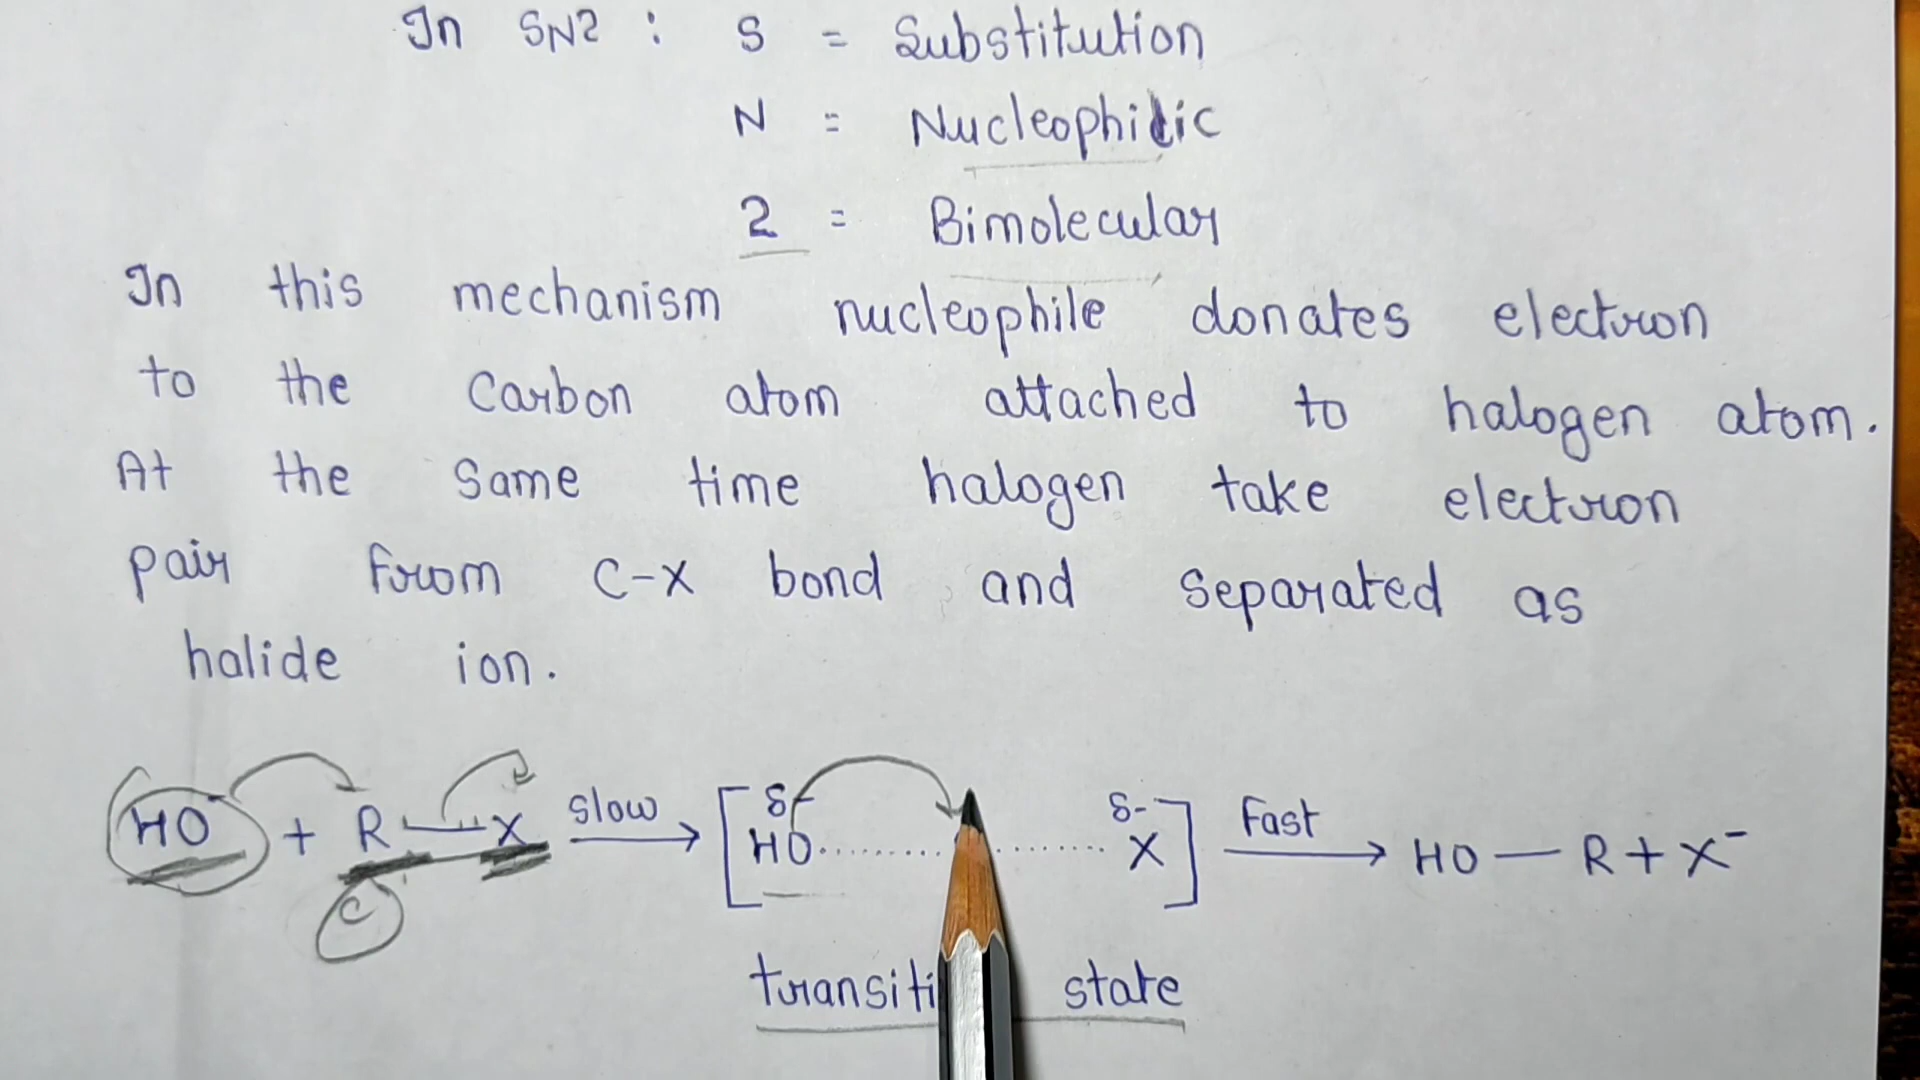 In SN2 : S = Substitution
N = Nucleophilic
2 = Bimolecular
In this mechanism nucleophile donates electron
to the Carbon atom attached to halogen atom.
At the Same time halogen take electron
pair from C-X bond and Separated as
halide ion.
HO⁻ + R—X Slow → [HO δ- ............ X δ-] Fast → HO — R + X⁻
C
transiti state